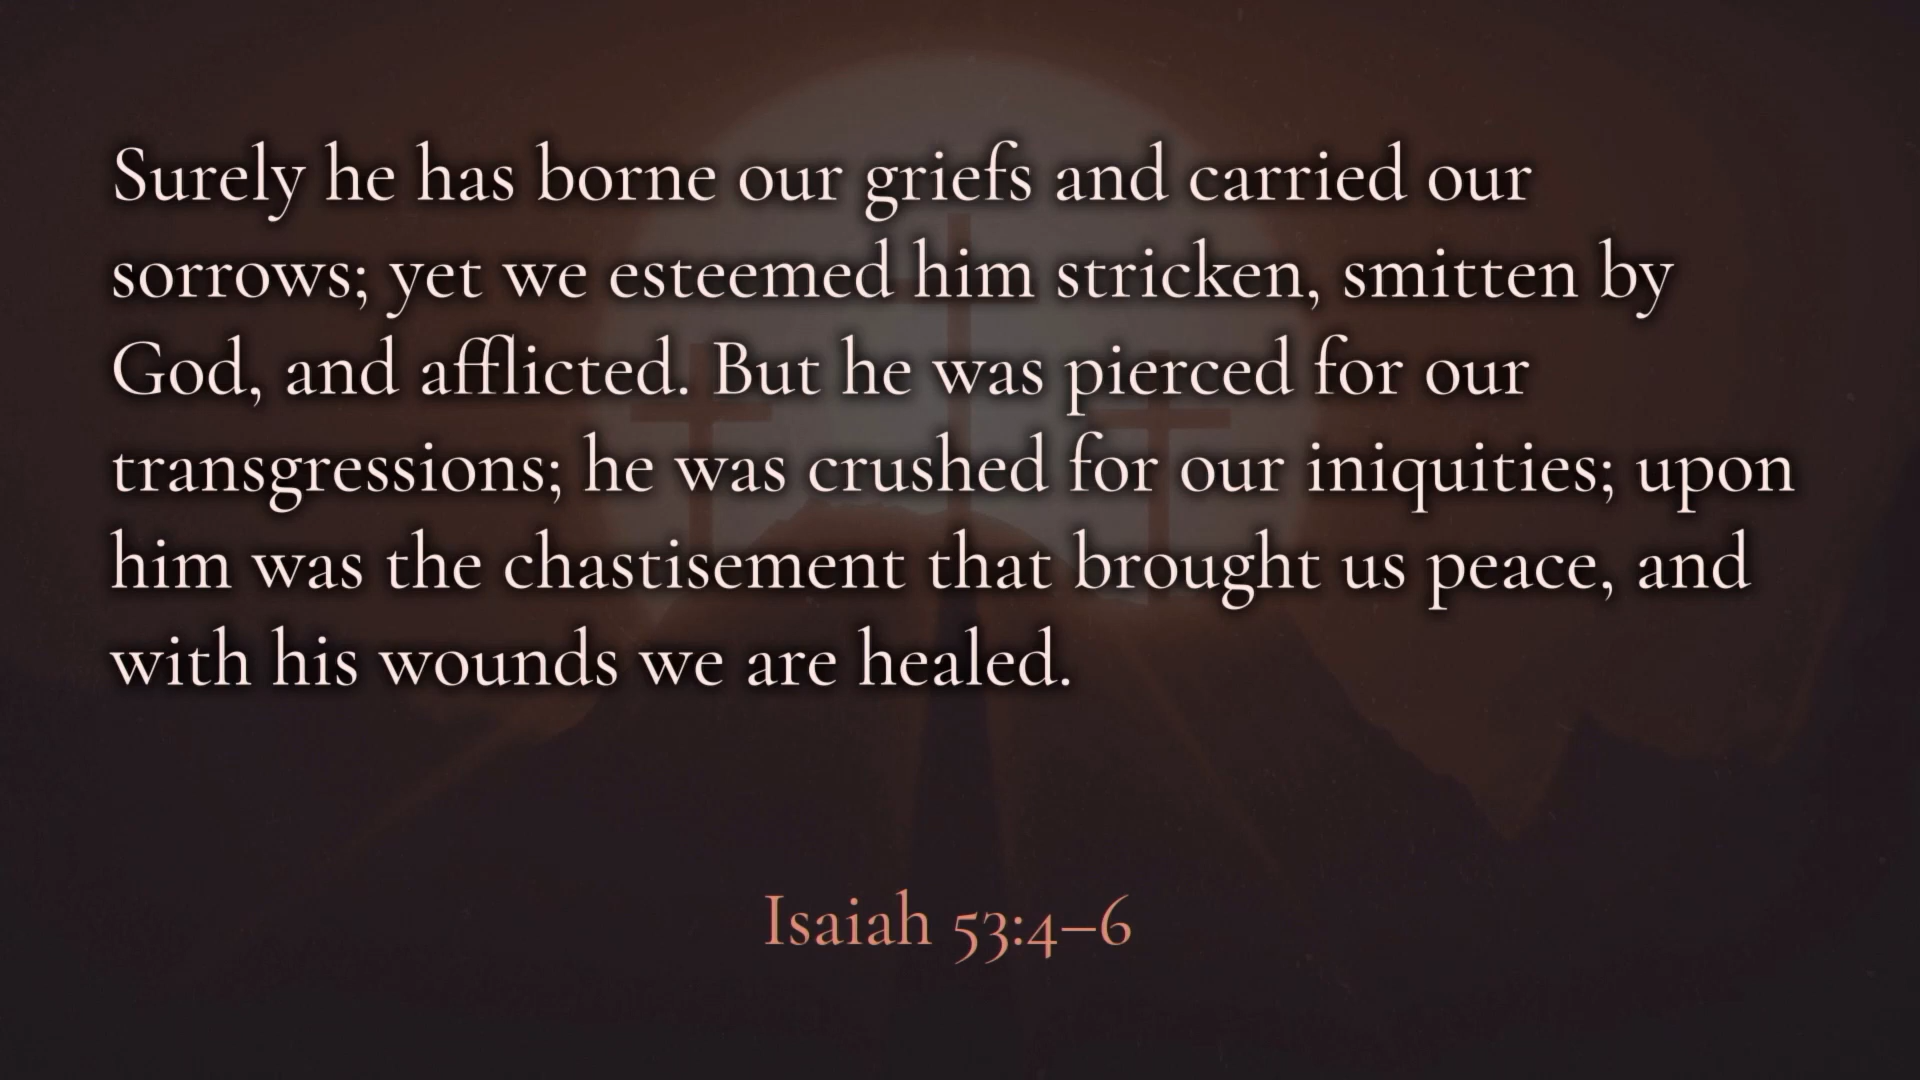 Surely he has borne our griefs and carried our
sorrows; yet we esteemed him stricken, smitten by
God, and afflicted. But he was pierced for our
transgressions; he was crushed for our iniquities; upon
him was the chastisement that brought us peace, and
with his wounds we are healed.
Isaiah 53:4–6